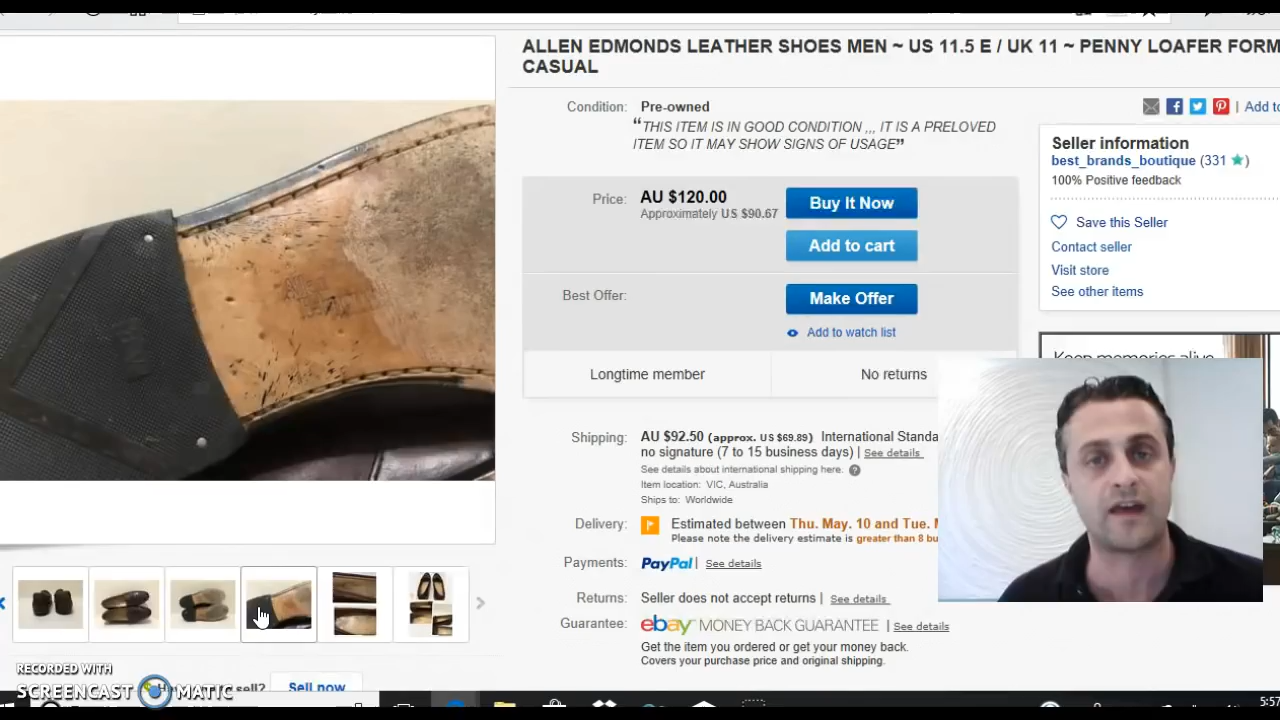 ALLEN EDMONDS LEATHER SHOES MEN ~ US 11.5 E / UK 11 ~ PENNY LOAFER FORM
CASUAL
Condition: Pre-owned
“THIS ITEM IS IN GOOD CONDITION ,,, IT IS A PRELOVED
ITEM SO IT MAY SHOW SIGNS OF USAGE”
Price: AU $120.00
Approximately US $90.67
Buy It Now
Add to cart
Best Offer:
Make Offer
Add to watch list
Longtime member
No returns
Shipping: AU $92.50 (approx. US $69.89) International Standa
no signature (7 to 15 business days) | See details
See details about international shipping here.
Item location: VIC, Australia
Ships to: Worldwide
Delivery: Estimated between Thu. May. 10 and Tue. M
Please note the delivery estimate is greater than 8 bu
Payments: PayPal | See details
Returns: Seller does not accept returns | See details
Guarantee: ebay MONEY BACK GUARANTEE | See details
Get the item you ordered or get your money back.
Covers your purchase price and original shipping.
| Add to
Seller information
best_brands_boutique (331 )
100% Positive feedback
Save this Seller
Contact seller
Visit store
See other items
Keep memories alive
sell? Sell now
RECORDED WITH
SCREENCAST MATIC
5:57